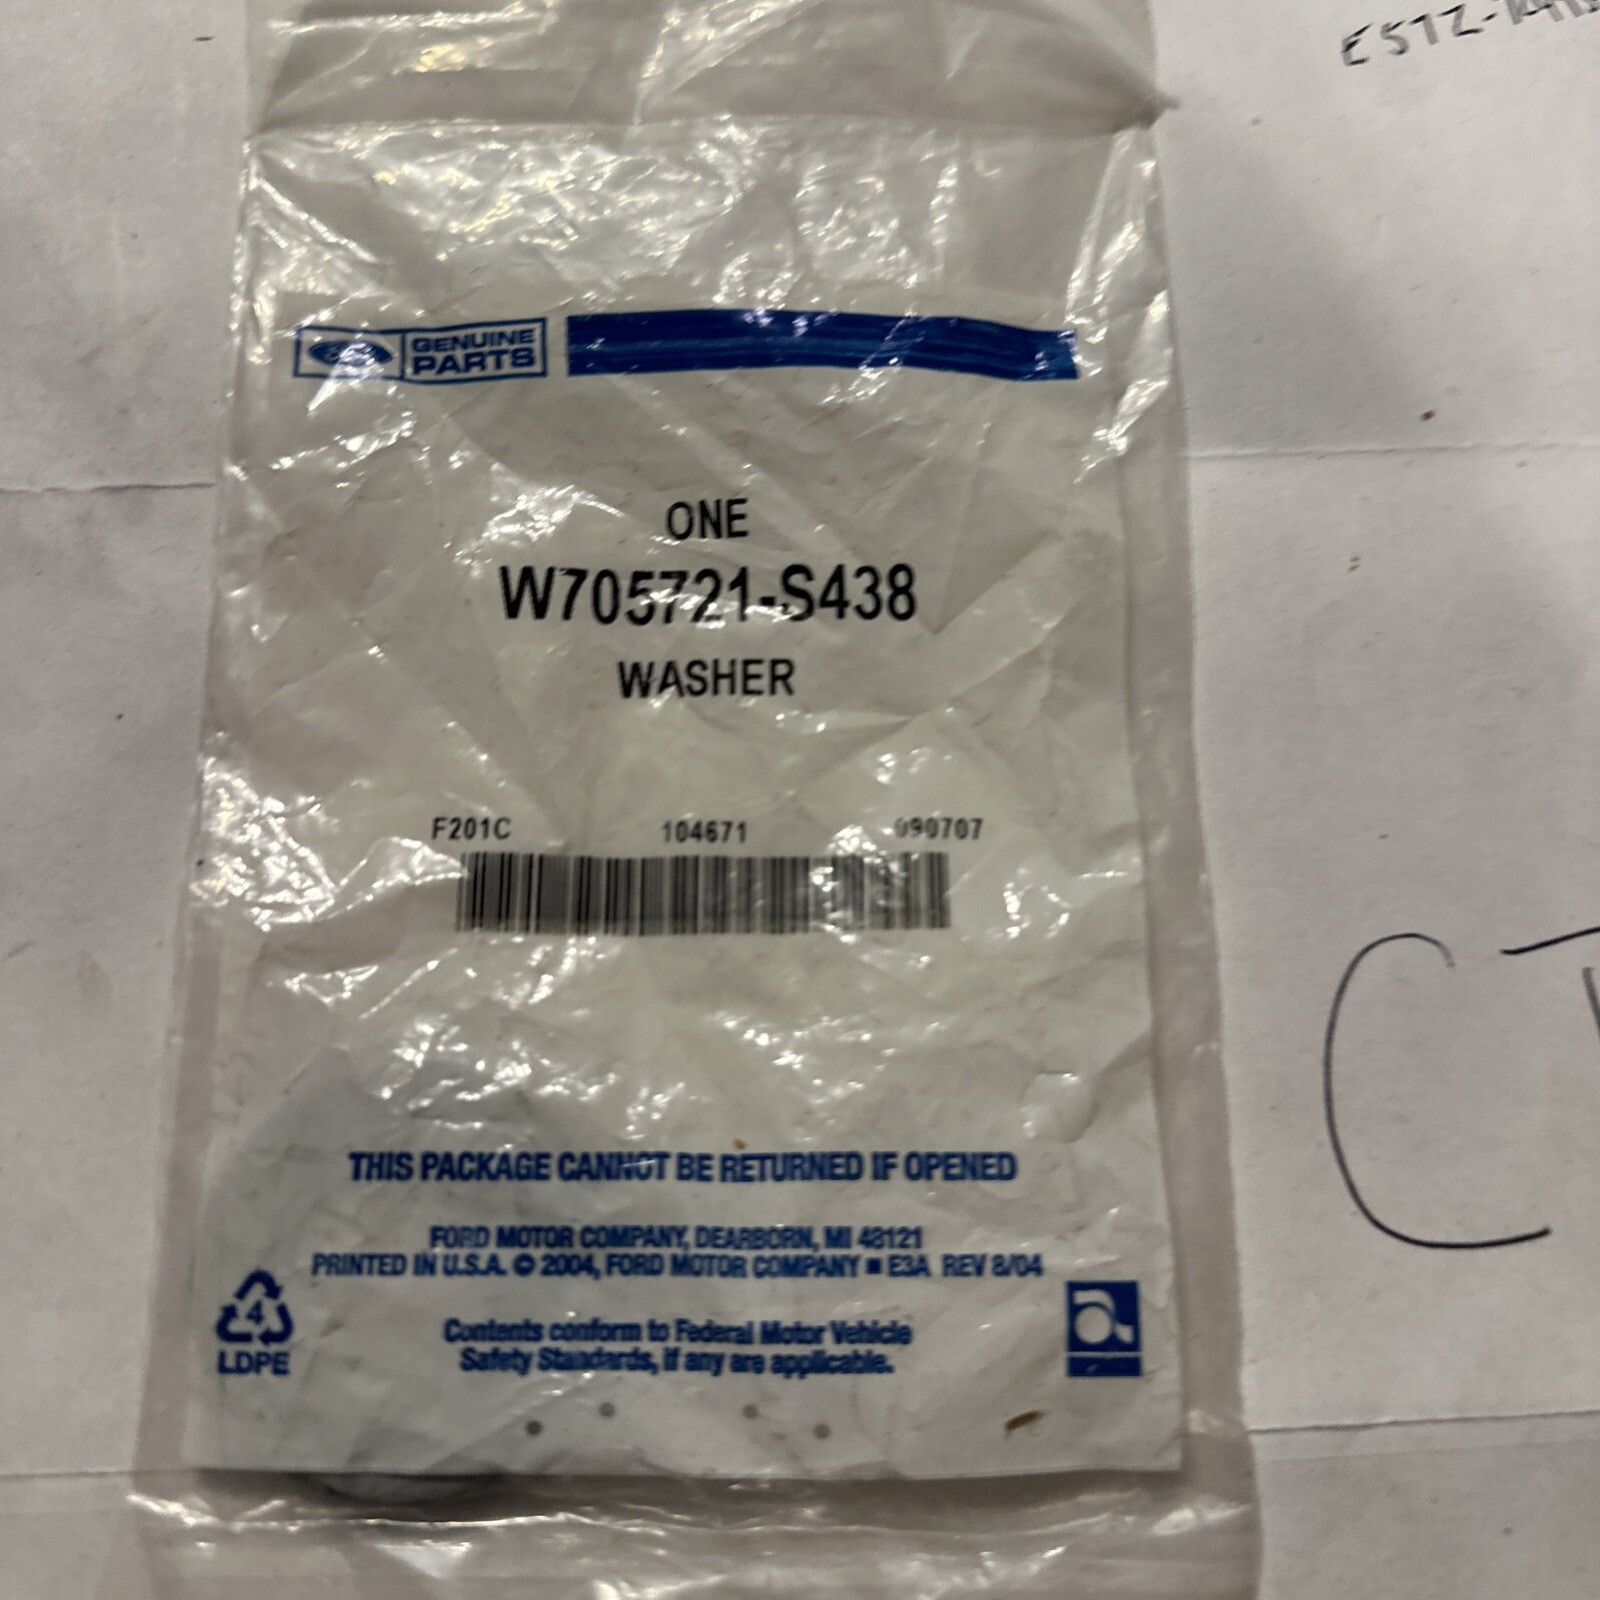 GENUINE
PARTS
ONE
W705721-S438
WASHER
F201C 104671 090707
THIS PACKAGE CANNOT BE RETURNED IF OPENED
FORD MOTOR COMPANY, DEARBORN, MI 48121
PRINTED IN U.S.A. © 2004, FORD MOTOR COMPANY ■ E3A REV 8/04
4
LDPE
Contents conform to Federal Motor Vehicle
Safety Standards, if any are applicable.
CT